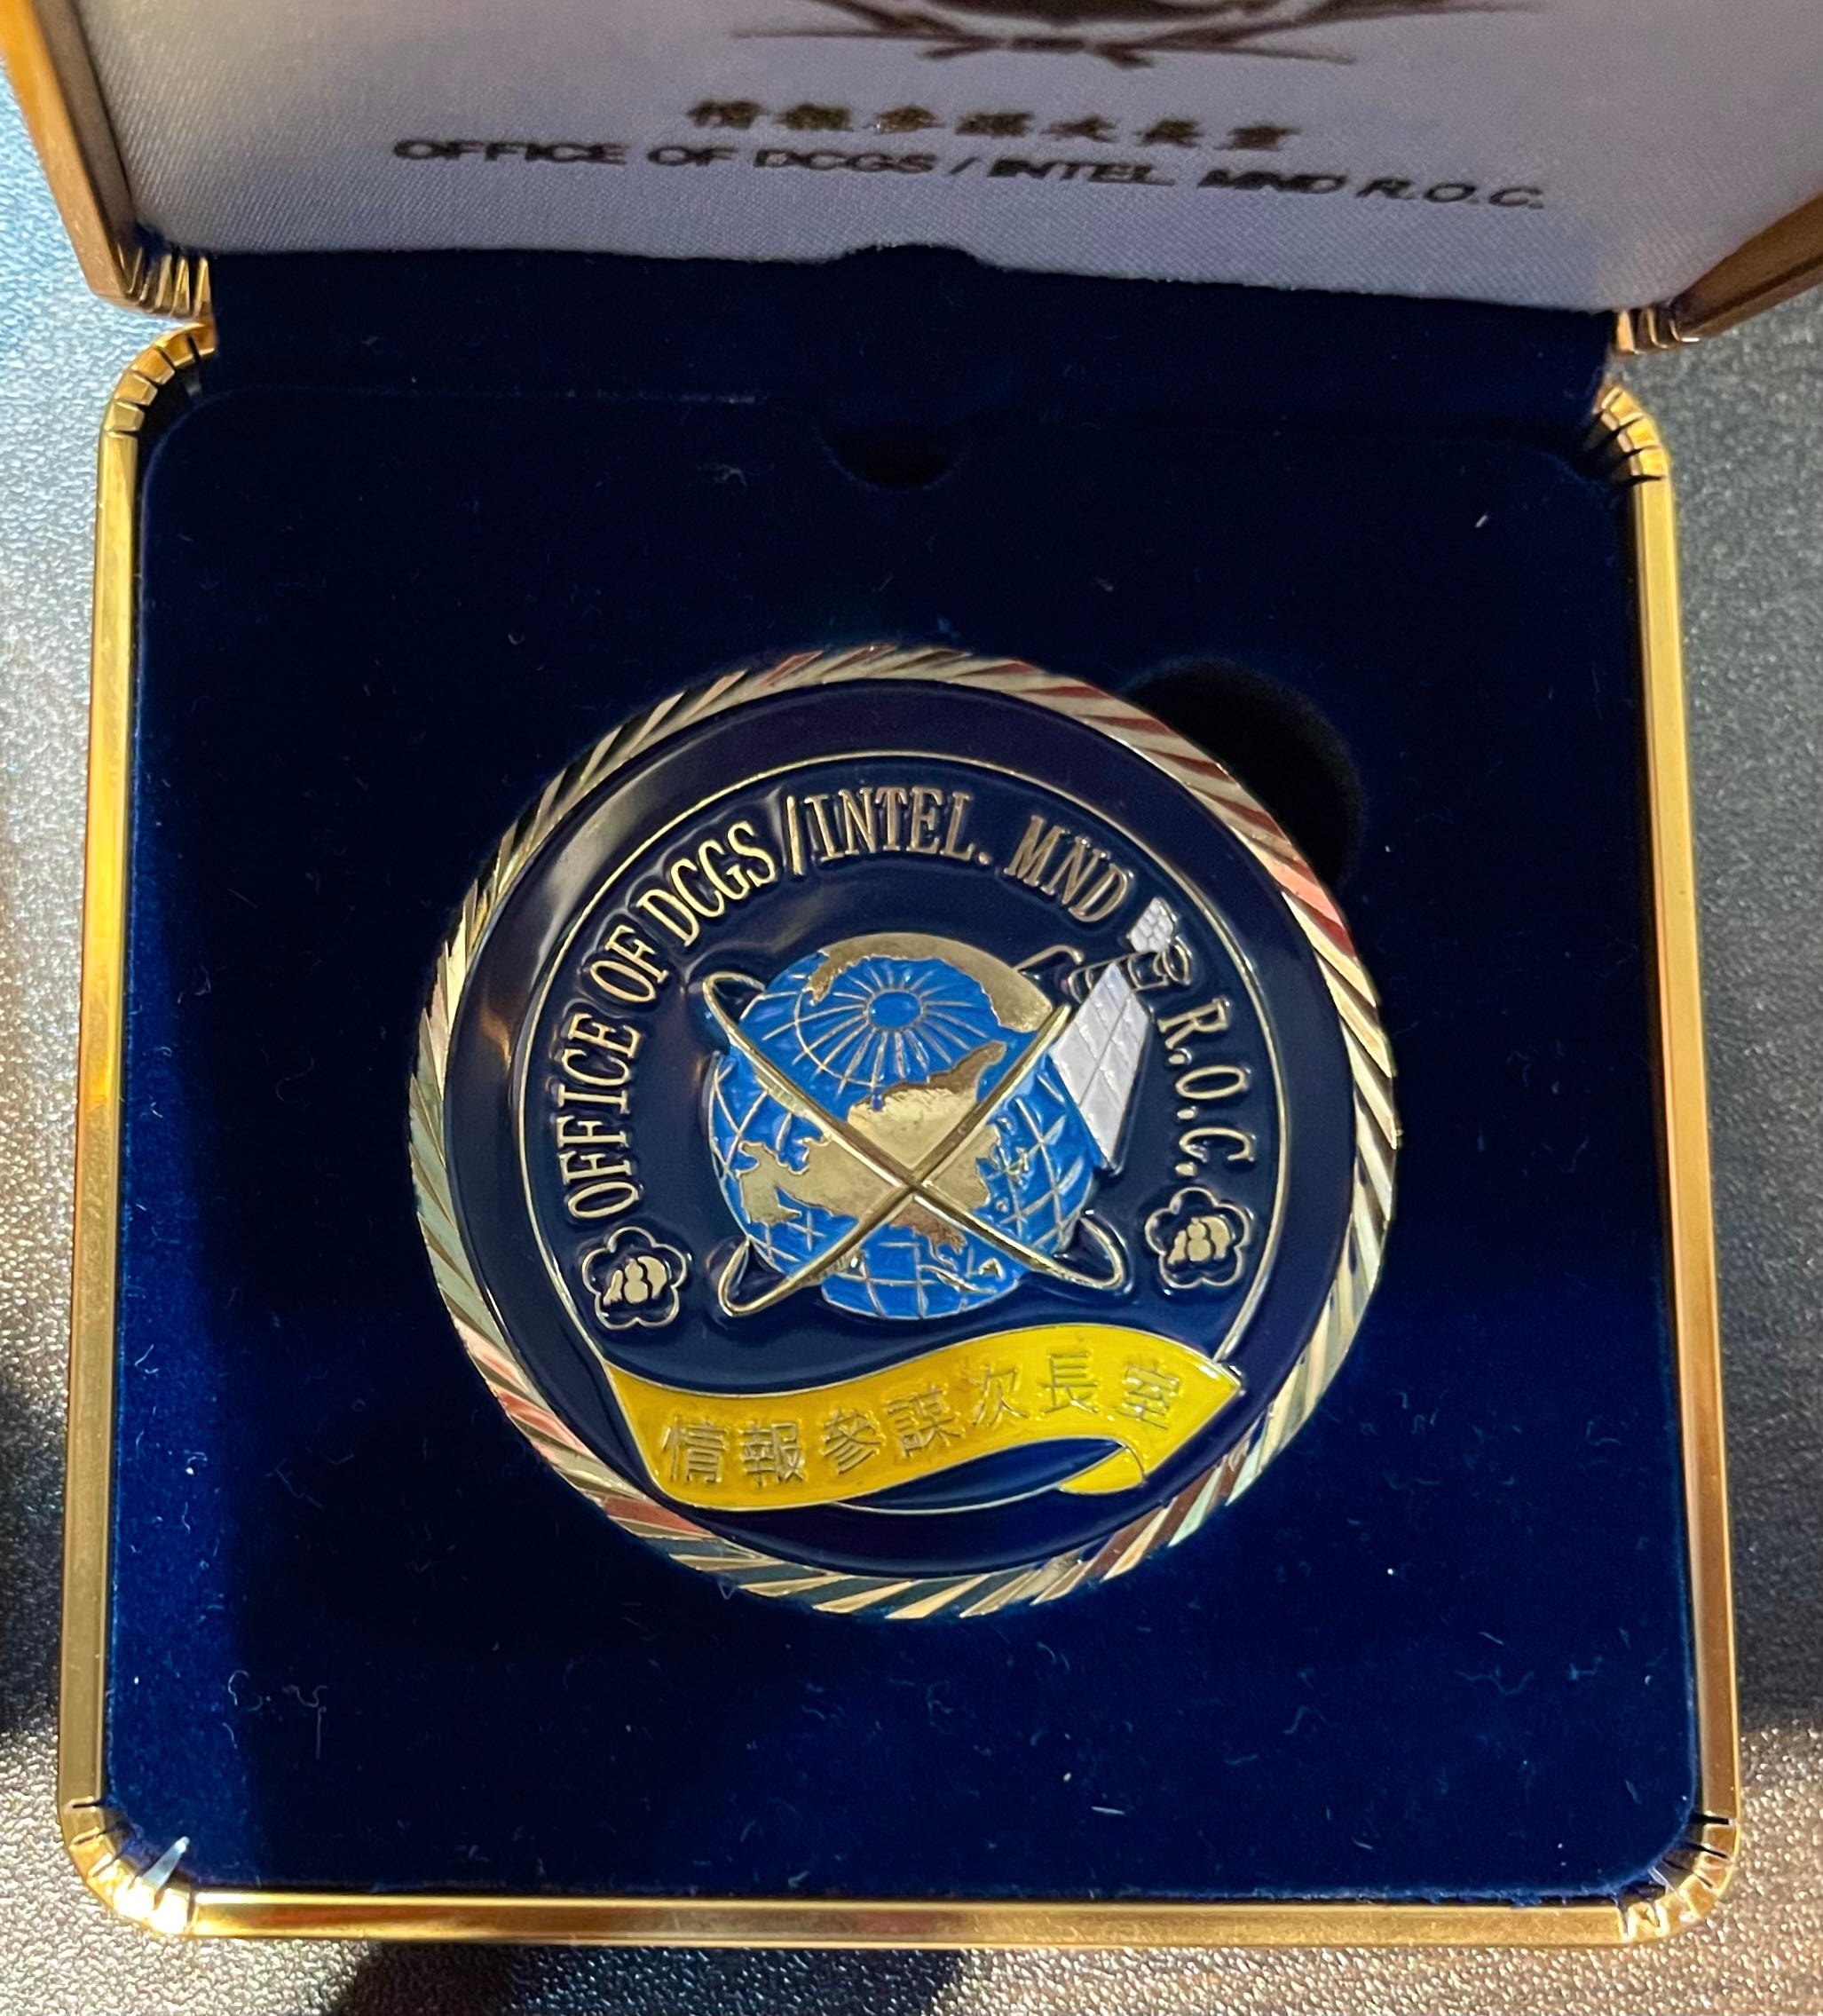 情報參謀次長室
OFFICE OF DCGS / INTEL. MND R.O.C.
OFFICE OF DCGS/INTEL. MND R.O.C.
情報參謀次長室